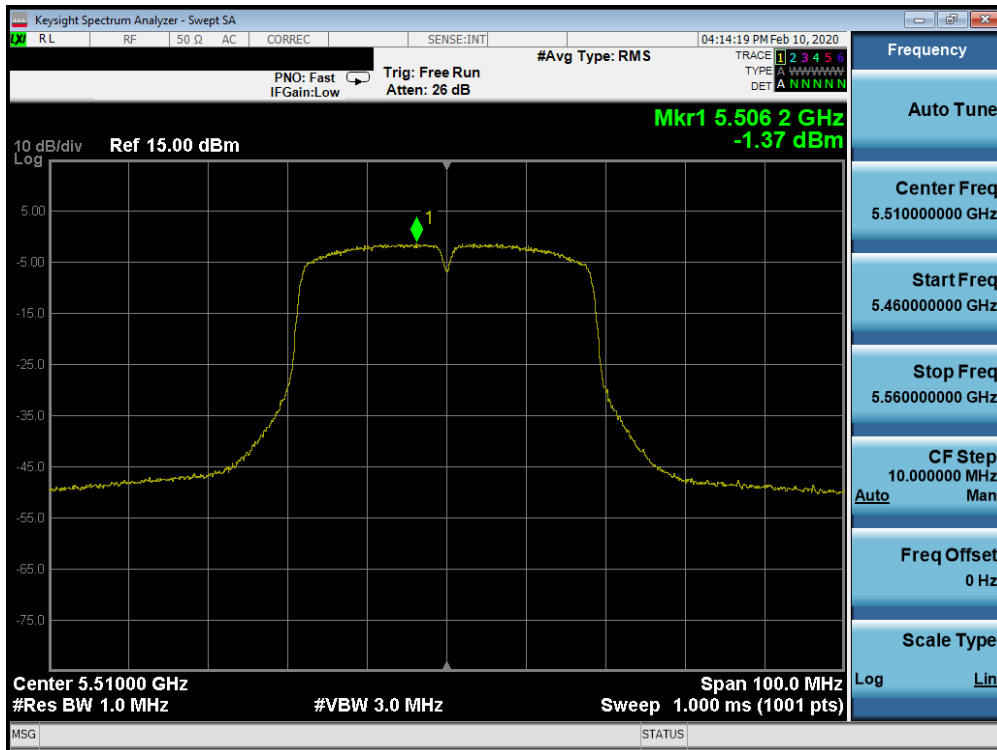 Keysight Spectrum Analyzer - Swept SA
LXI RL RF 50 Ω AC CORREC SENSE:INT 04:14:19 PM Feb 10, 2020
#Avg Type: RMS
TRACE 1 2 3 4 5 6
PNO: Fast Trig: Free Run
TYPE A WWWWW
IFGain:Low Atten: 26 dB
DET A N N N N N
Mkr1 5.506 2 GHz
-1.37 dBm
10 dB/div Ref 15.00 dBm
Log
1
5.00
-5.00
-15.0
-25.0
-35.0
-45.0
-55.0
-65.0
-75.0
Center 5.51000 GHz Span 100.0 MHz
#Res BW 1.0 MHz #VBW 3.0 MHz Sweep 1.000 ms (1001 pts)
MSG STATUS
Frequency
Auto Tune
Center Freq
5.510000000 GHz
Start Freq
5.460000000 GHz
Stop Freq
5.560000000 GHz
CF Step
10.000000 MHz
Auto Man
Freq Offset
0 Hz
Scale Type
Log Lin